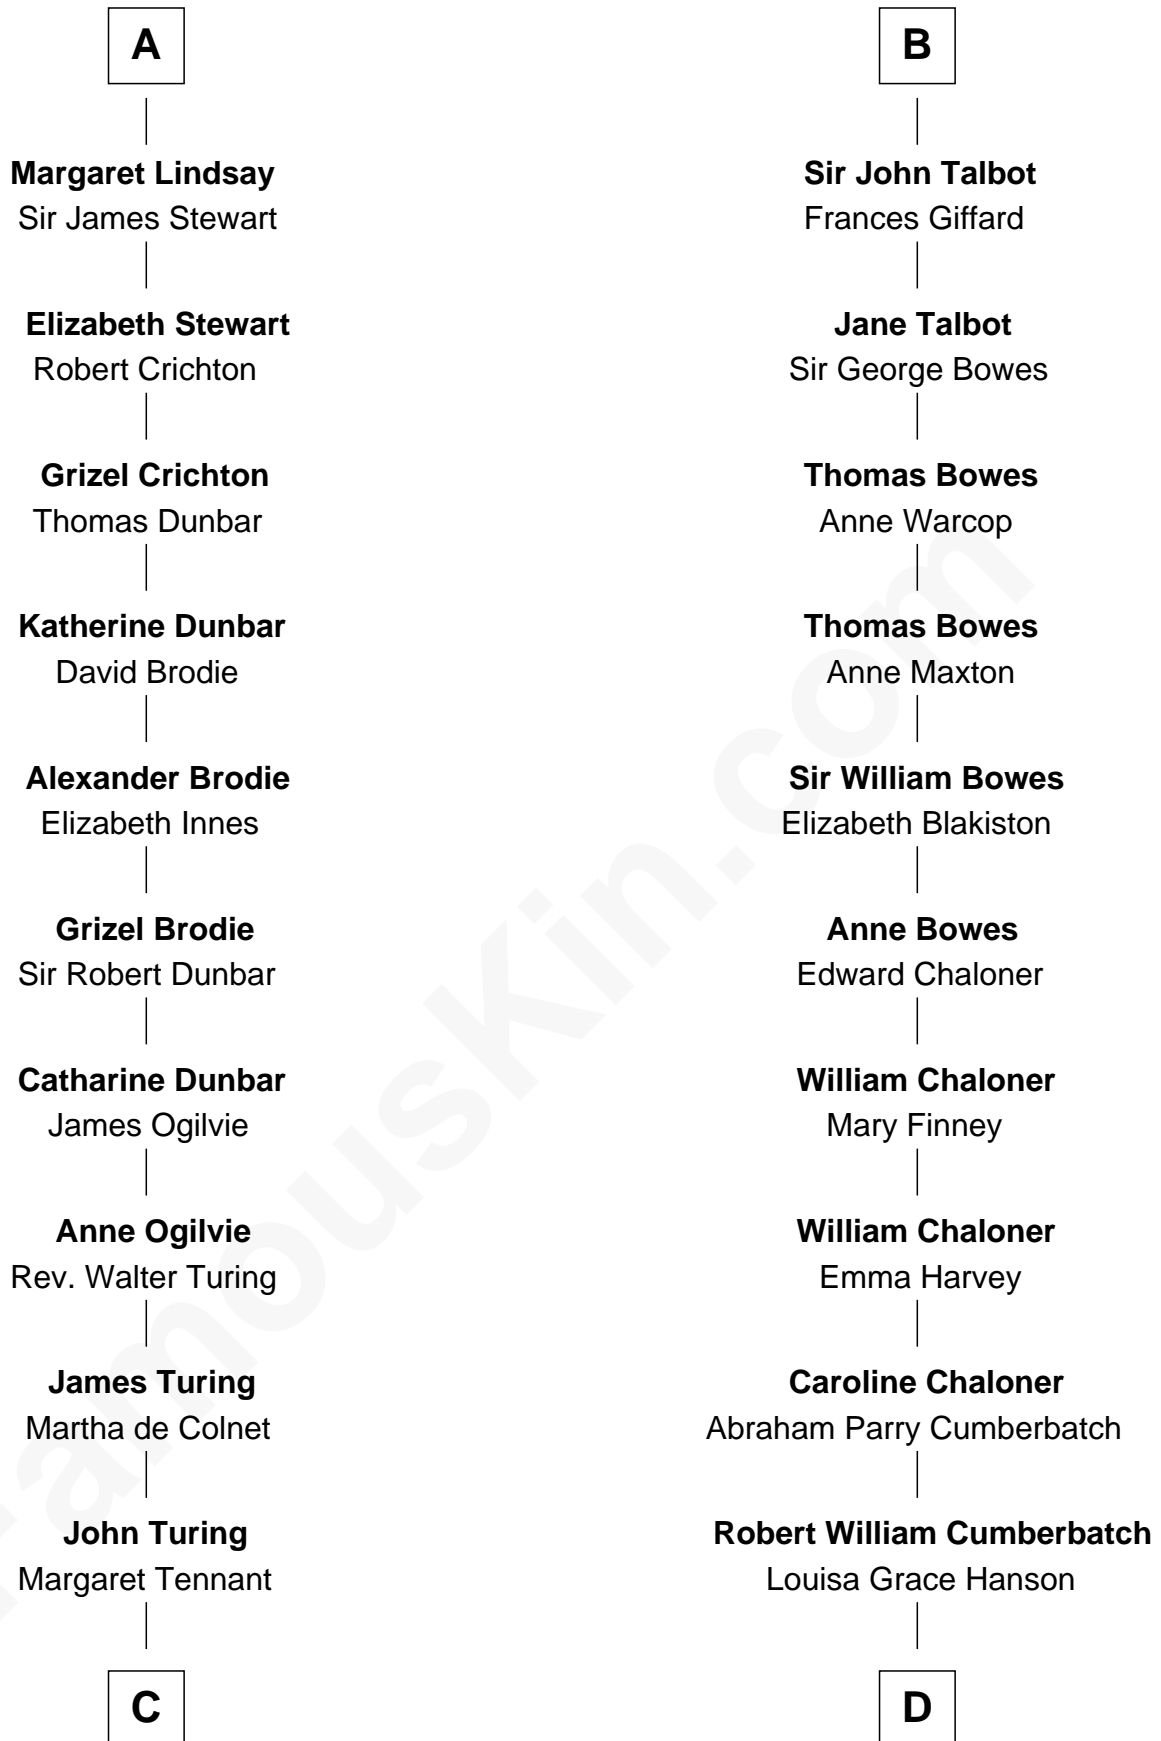 A
Margaret Lindsay
Sir James Stewart
Elizabeth Stewart
Robert Crichton
Grizel Crichton
Thomas Dunbar
Katherine Dunbar
David Brodie
Alexander Brodie
Elizabeth Innes
Grizel Brodie
Sir Robert Dunbar
Catharine Dunbar
James Ogilvie
Anne Ogilvie
Rev. Walter Turing
James Turing
Martha de Colnet
John Turing
Margaret Tennant
C
B
Sir John Talbot
Frances Giffard
Jane Talbot
Sir George Bowes
Thomas Bowes
Anne Warcop
Thomas Bowes
Anne Maxton
Sir William Bowes
Elizabeth Blakiston
Anne Bowes
Edward Chaloner
William Chaloner
Mary Finney
William Chaloner
Emma Harvey
Caroline Chaloner
Abraham Parry Cumberbatch
Robert William Cumberbatch
Louisa Grace Hanson
D
FamousKin.com